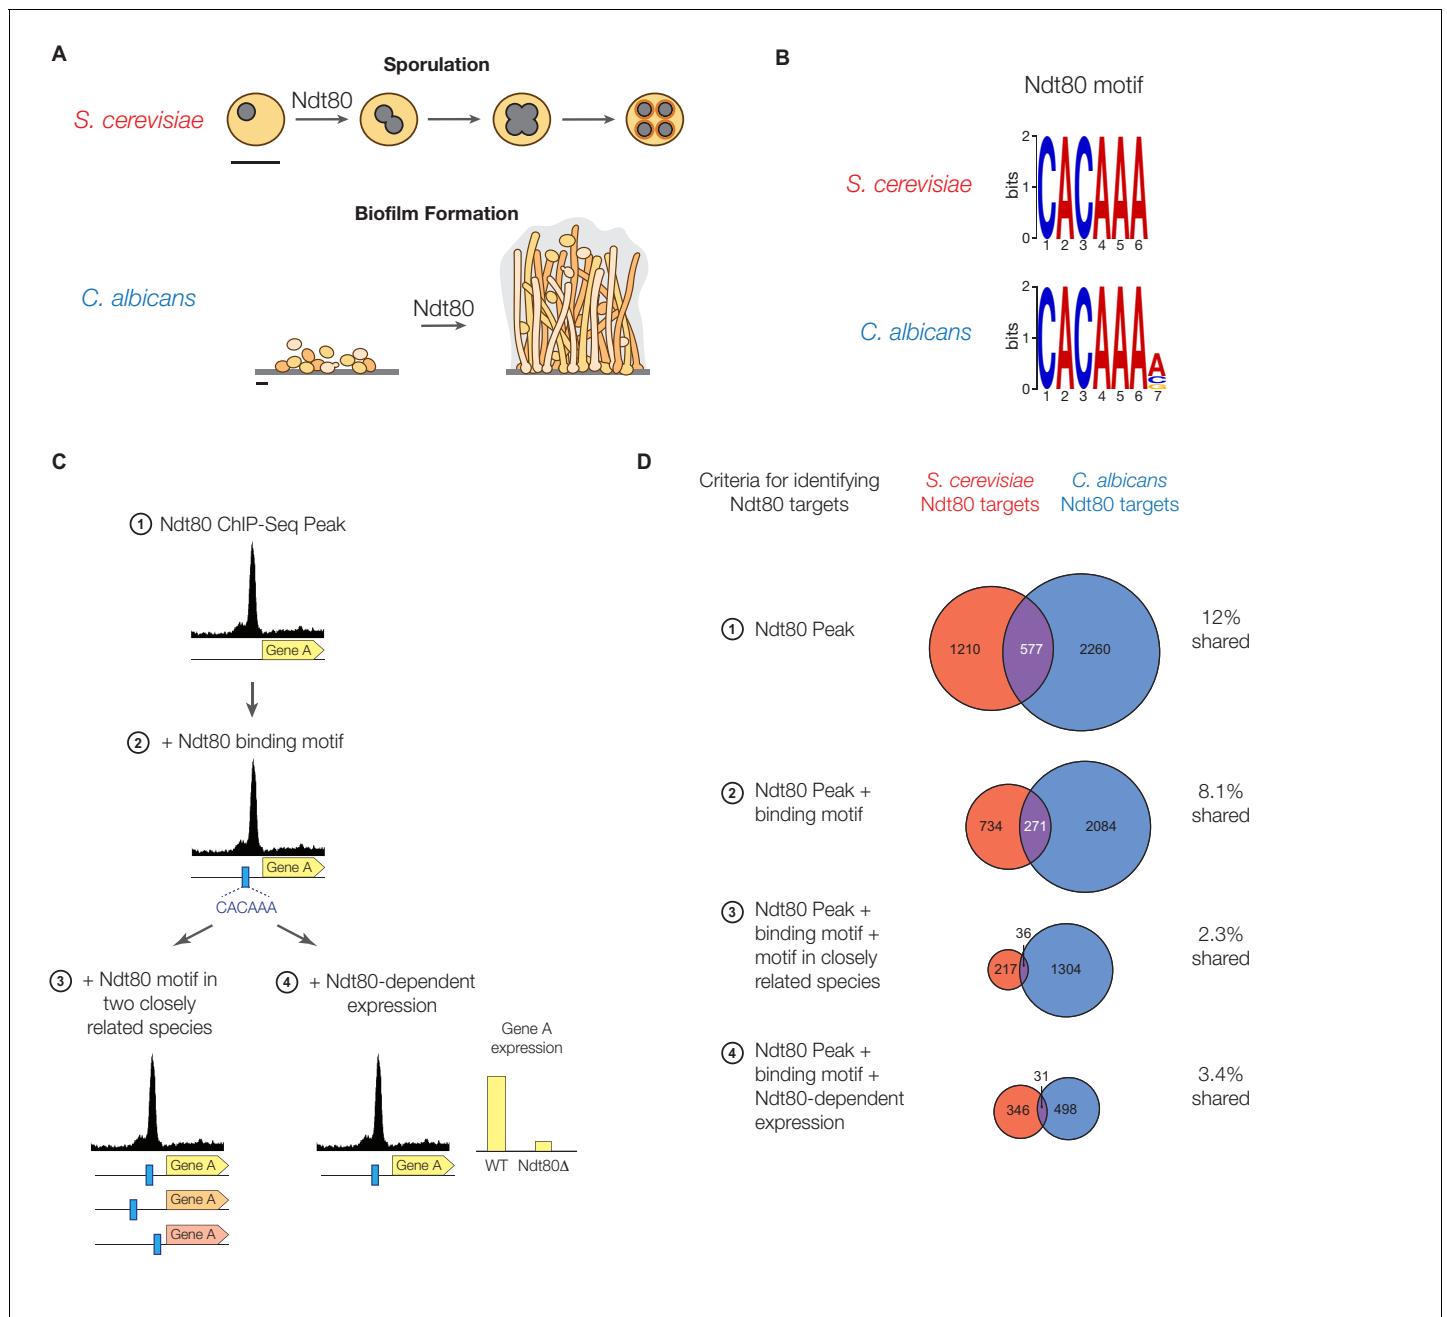 A
Sporulation
S. cerevisiae
Ndt80
Biofilm Formation
C. albicans
Ndt80
B
Ndt80 motif
S. cerevisiae
bits
2
1
0
CACAAA
1 2 3 4 5 6
C. albicans
bits
2
1
0
CACAAAA
C
G
1 2 3 4 5 6 7
C
1 Ndt80 ChIP-Seq Peak
Gene A
2 + Ndt80 binding motif
Gene A
CACAAA
3 + Ndt80 motif in
two closely
related species
Gene A
Gene A
Gene A
4 + Ndt80-dependent
expression
Gene A
Gene A
expression
WT Ndt80Δ
D
Criteria for identifying
Ndt80 targets
S. cerevisiae
Ndt80 targets
C. albicans
Ndt80 targets
1 Ndt80 Peak
1210 577 2260
12%
shared
2 Ndt80 Peak +
binding motif
734 271 2084
8.1%
shared
3 Ndt80 Peak +
binding motif +
motif in closely
related species
36
217 1304
2.3%
shared
4 Ndt80 Peak +
binding motif +
Ndt80-dependent
expression
31
346 498
3.4%
shared